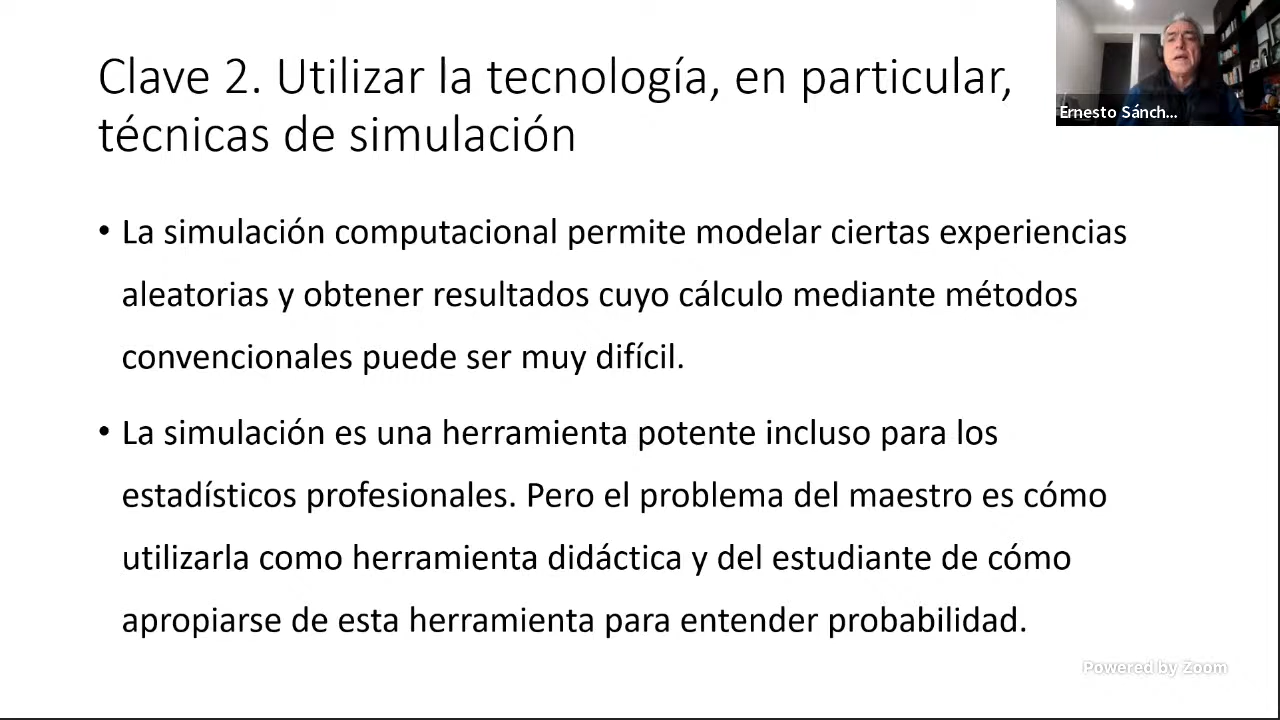 Clave 2. Utilizar la tecnología, en particular,
técnicas de simulación
Ernesto Sánch...
• La simulación computacional permite modelar ciertas experiencias
aleatorias y obtener resultados cuyo cálculo mediante métodos
convencionales puede ser muy difícil.
• La simulación es una herramienta potente incluso para los
estadísticos profesionales. Pero el problema del maestro es cómo
utilizarla como herramienta didáctica y del estudiante de cómo
apropiarse de esta herramienta para entender probabilidad.
Powered by Zoom